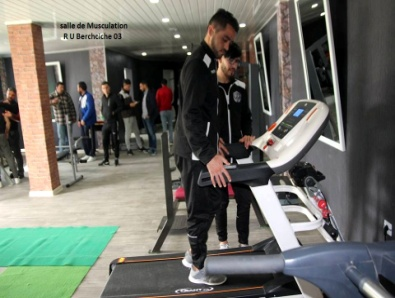 salle de Musculation
R U Berchiche 03